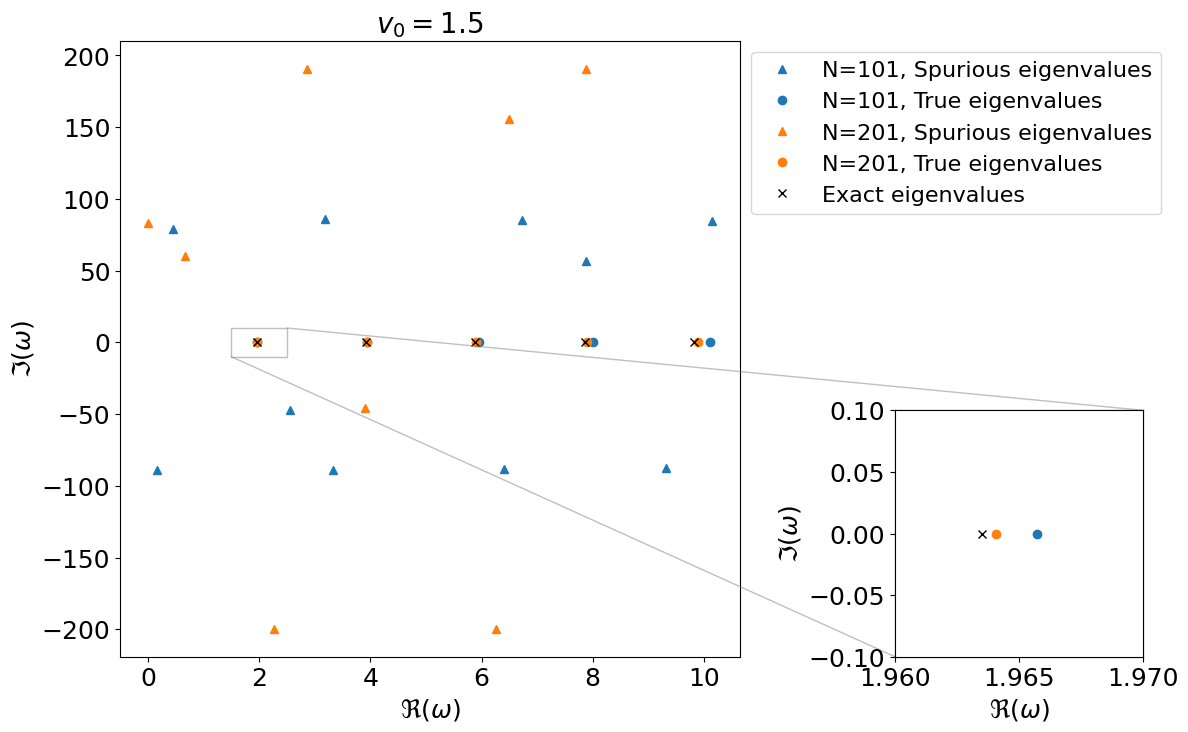 v₀ = 1.5
200
150
100
50
0
−50
−100
−150
−200
ℑ(ω)
0 2 4 6 8 10
ℜ(ω)
N=101, Spurious eigenvalues
N=101, True eigenvalues
N=201, Spurious eigenvalues
N=201, True eigenvalues
Exact eigenvalues
0.10
0.05
0.00
−0.05
−0.10
ℑ(ω)
1.960 1.965 1.970
ℜ(ω)